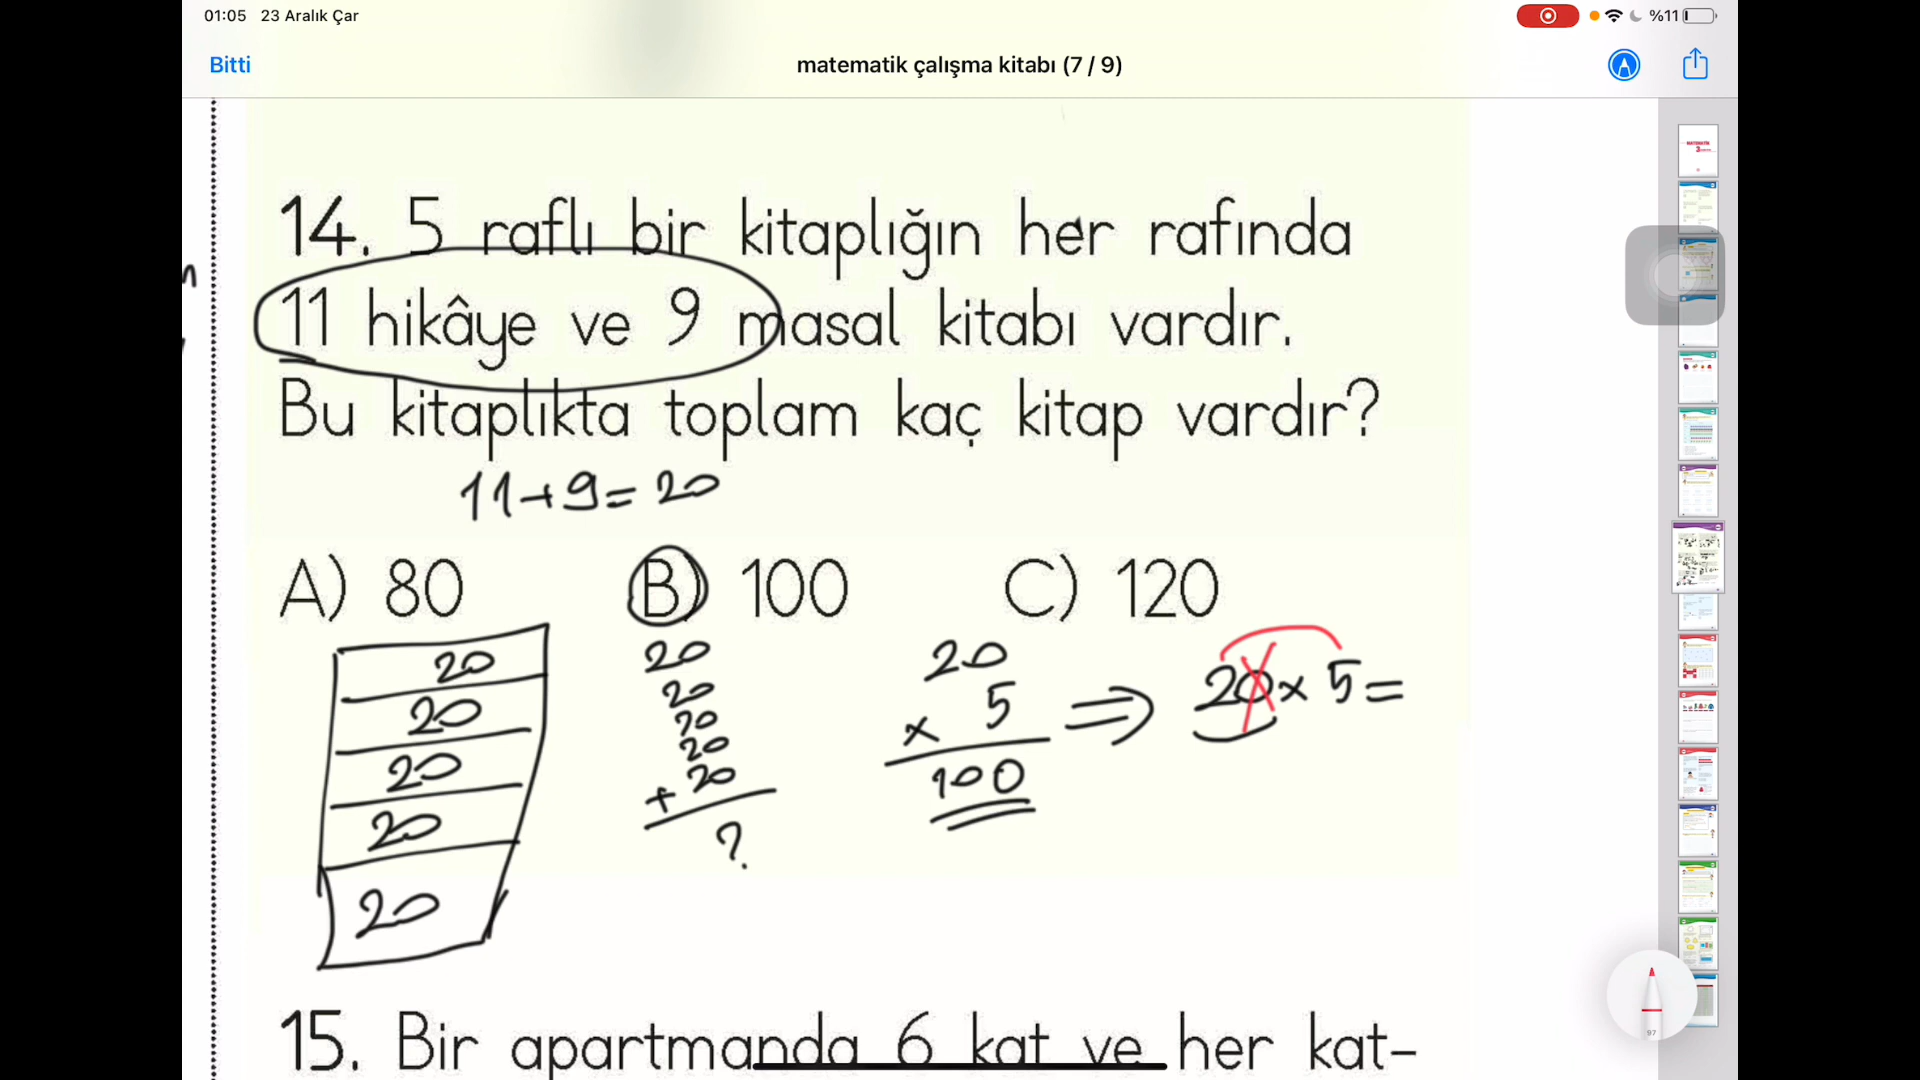 01:05 23 Aralık Çar
%11
Bitti
matematik çalışma kitabı (7 / 9)
14. 5 raflı bir kitaplığın her rafında
11 hikâye ve 9 masal kitabı vardır.
Bu kitaplıkta toplam kaç kitap vardır?
11+9=20
A) 80 B) 100 C) 120
20
20
20
20
20
20
20
20
20
+ 20
?
20
x 5
100
⇒ 20 x 5 =
15. Bir apartmanda 6 kat ve her kat-
97